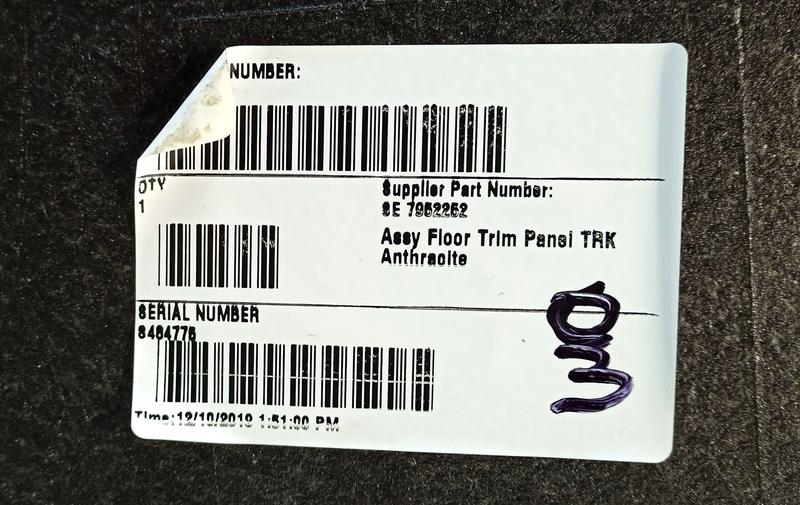 NUMBER:
QTY
1
Supplier Part Number:
SE 7952252
Assy Floor Trim Panel TRK
Anthracite
SERIAL NUMBER
S484775
Time:12/10/2019 1:51:00 PM